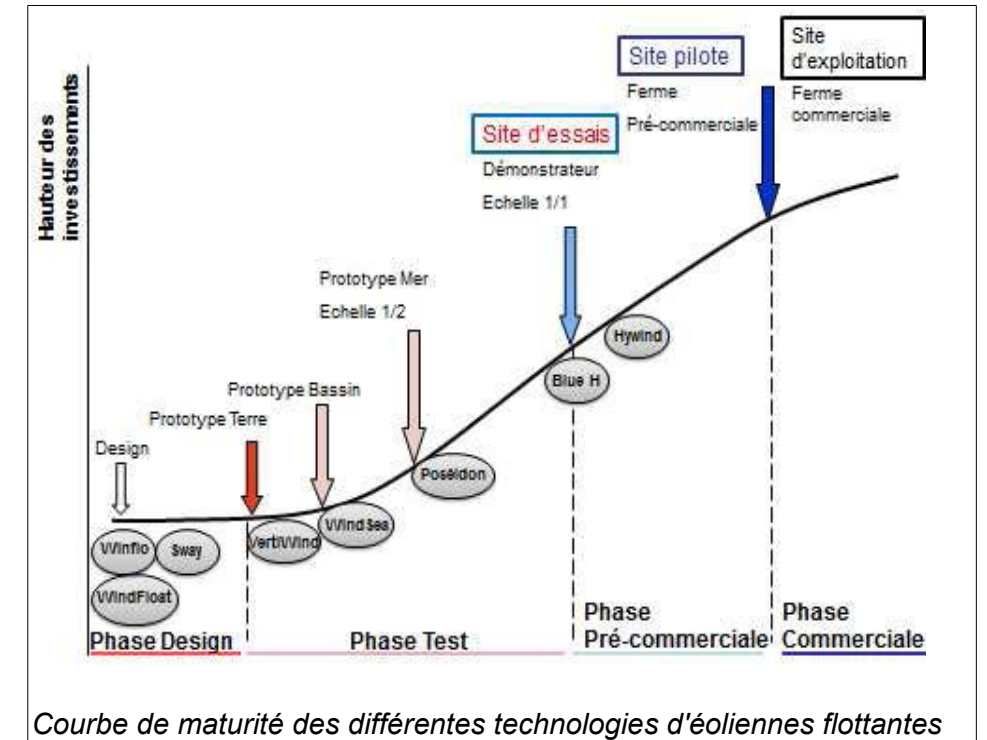 Hauteur des
investissements
Site
d'exploitation
Ferme
commerciale
Site pilote
Ferme
Pré-commerciale
Site d'essais
Démonstrateur
Echelle 1/1
Prototype Mer
Echelle 1/2
Prototype Bassin
Prototype Terre
Design
Hywind
Blue H
Poséidon
WindSea
VertiWind
Winflo
Sway
WindFloat
Phase Design
Phase Test
Phase
Pré-commerciale
Phase
Commerciale
Courbe de maturité des différentes technologies d'éoliennes flottantes